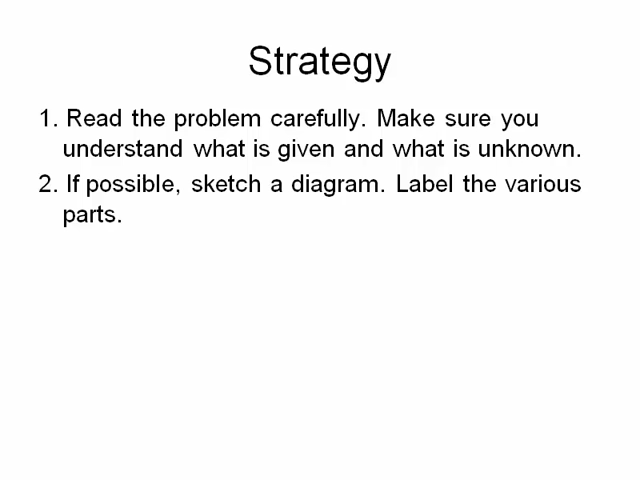 Strategy
1. Read the problem carefully. Make sure you
understand what is given and what is unknown.
2. If possible, sketch a diagram. Label the various
parts.